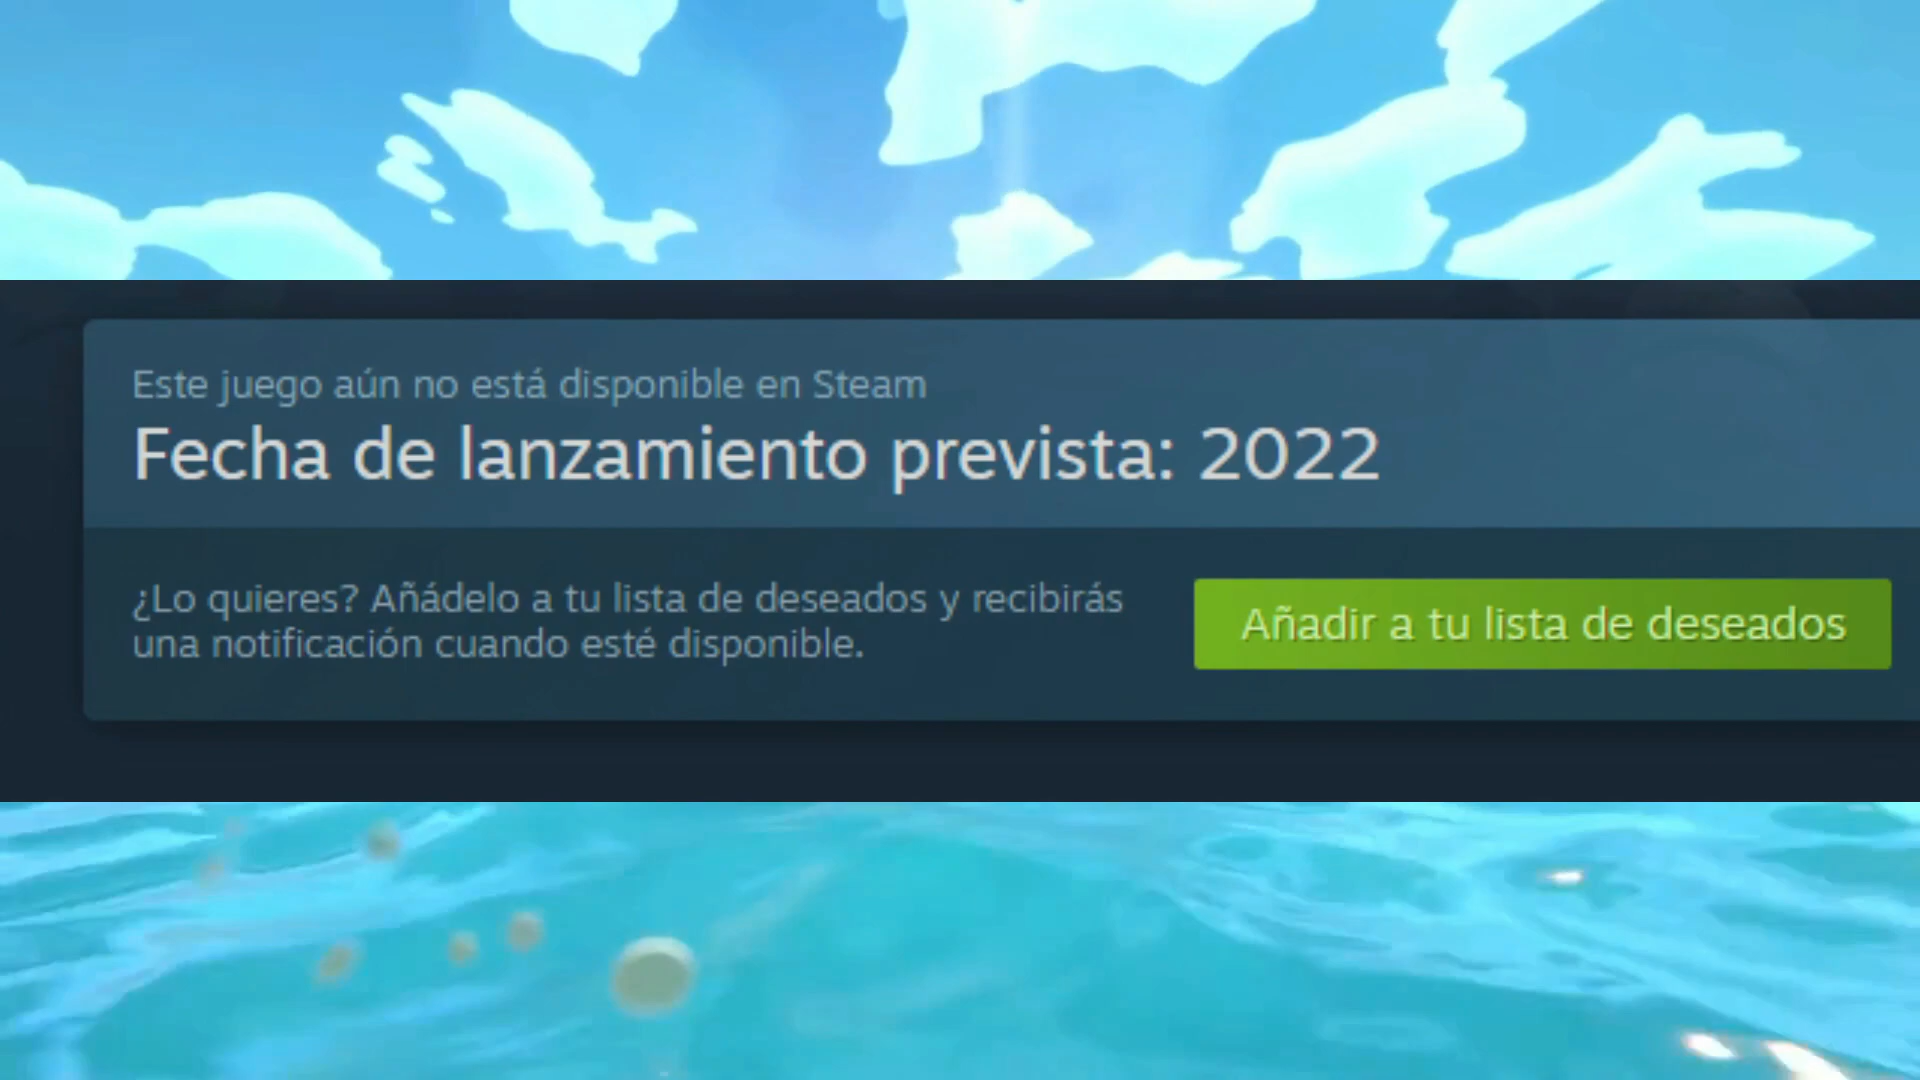 Este juego aún no está disponible en Steam
Fecha de lanzamiento prevista: 2022
¿Lo quieres? Añádelo a tu lista de deseados y recibirás
una notificación cuando esté disponible.
Añadir a tu lista de deseados